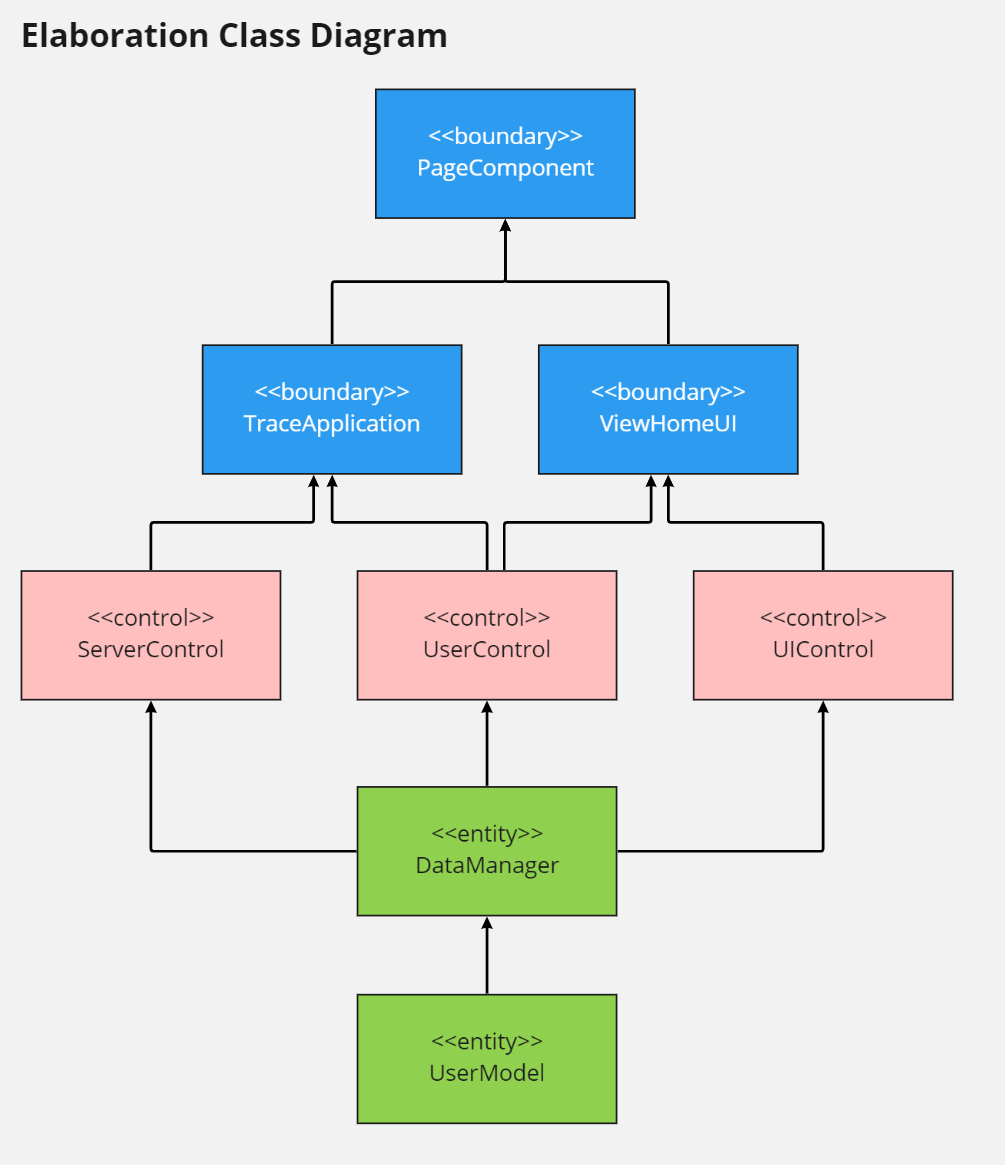 Elaboration Class Diagram
<<boundary>>
PageComponent
<<boundary>>
TraceApplication
<<boundary>>
ViewHomeUI
<<control>>
ServerControl
<<control>>
UserControl
<<control>>
UIControl
<<entity>>
DataManager
<<entity>>
UserModel